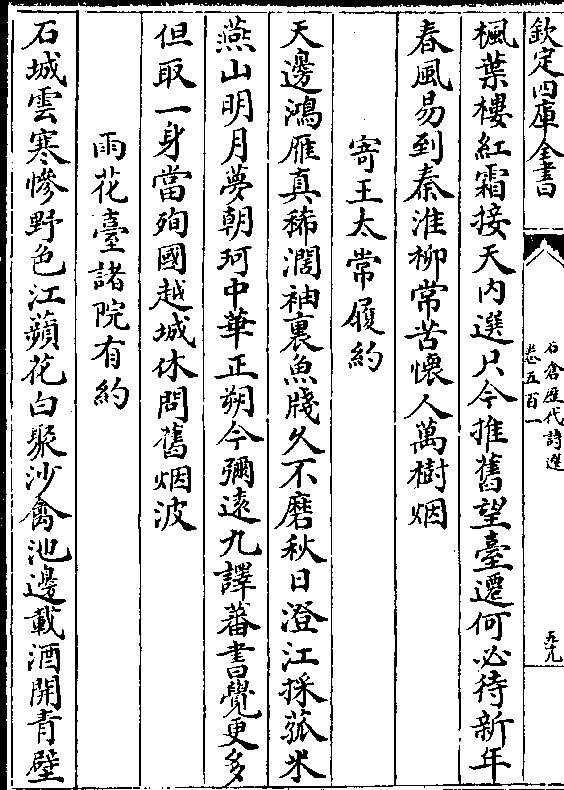 欽定四庫全書
石倉歷代詩選
卷五百一
五九
楓葉樓紅霜接天内選只今推舊望臺遷何必待新年
春風易到秦淮柳常苦懷人萬樹烟
寄王太常履約
天邊鴻雁真稀濶袖裏魚牋久不磨秋日澄江採菰米
燕山明月夢朝珂中華正朔今彌遠九譯蕃書覺更多
但取一身當殉國越城休問舊烟波
雨花臺諸院有約
石城雲寒慘野色江蘋花白聚沙禽池邊載酒開青壁